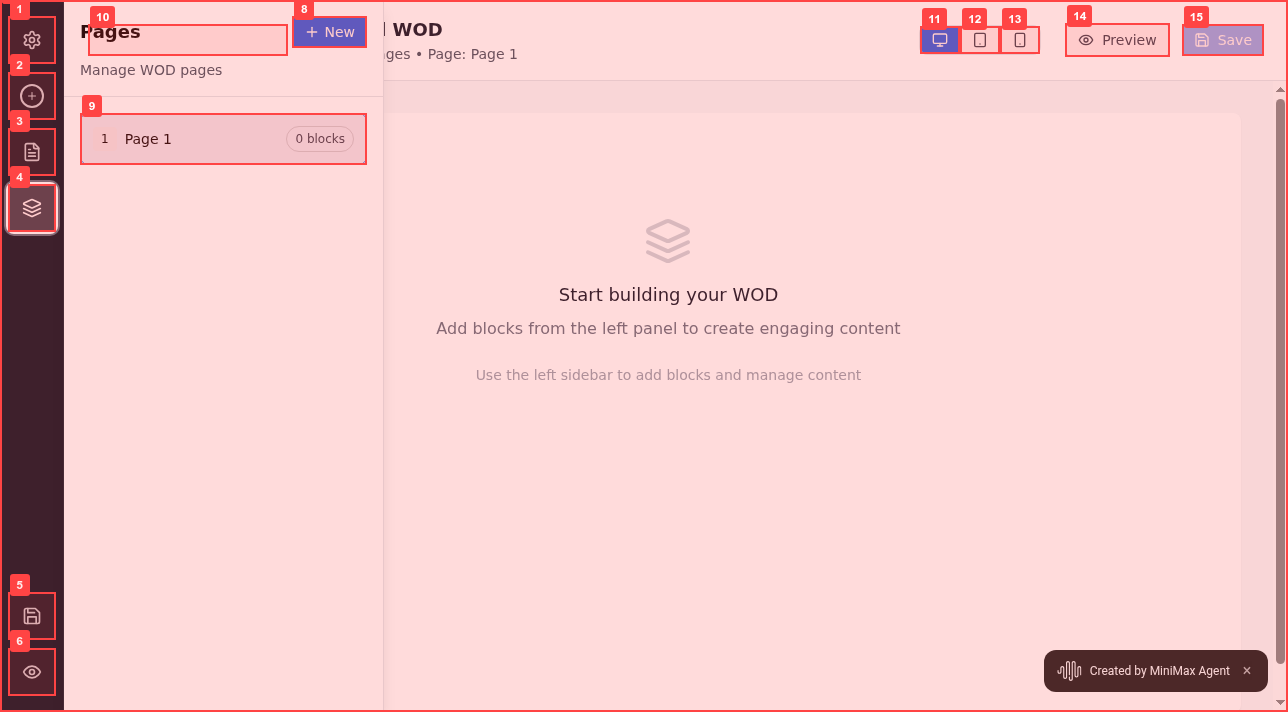 1
10
Pages
8
New
WOD
ges • Page: Page 1
11
12
13
14
Preview
15
Save
2
Manage WOD pages
3
9
1 Page 1 0 blocks
4
Start building your WOD
Add blocks from the left panel to create engaging content
Use the left sidebar to add blocks and manage content
5
6
Created by MiniMax Agent ×